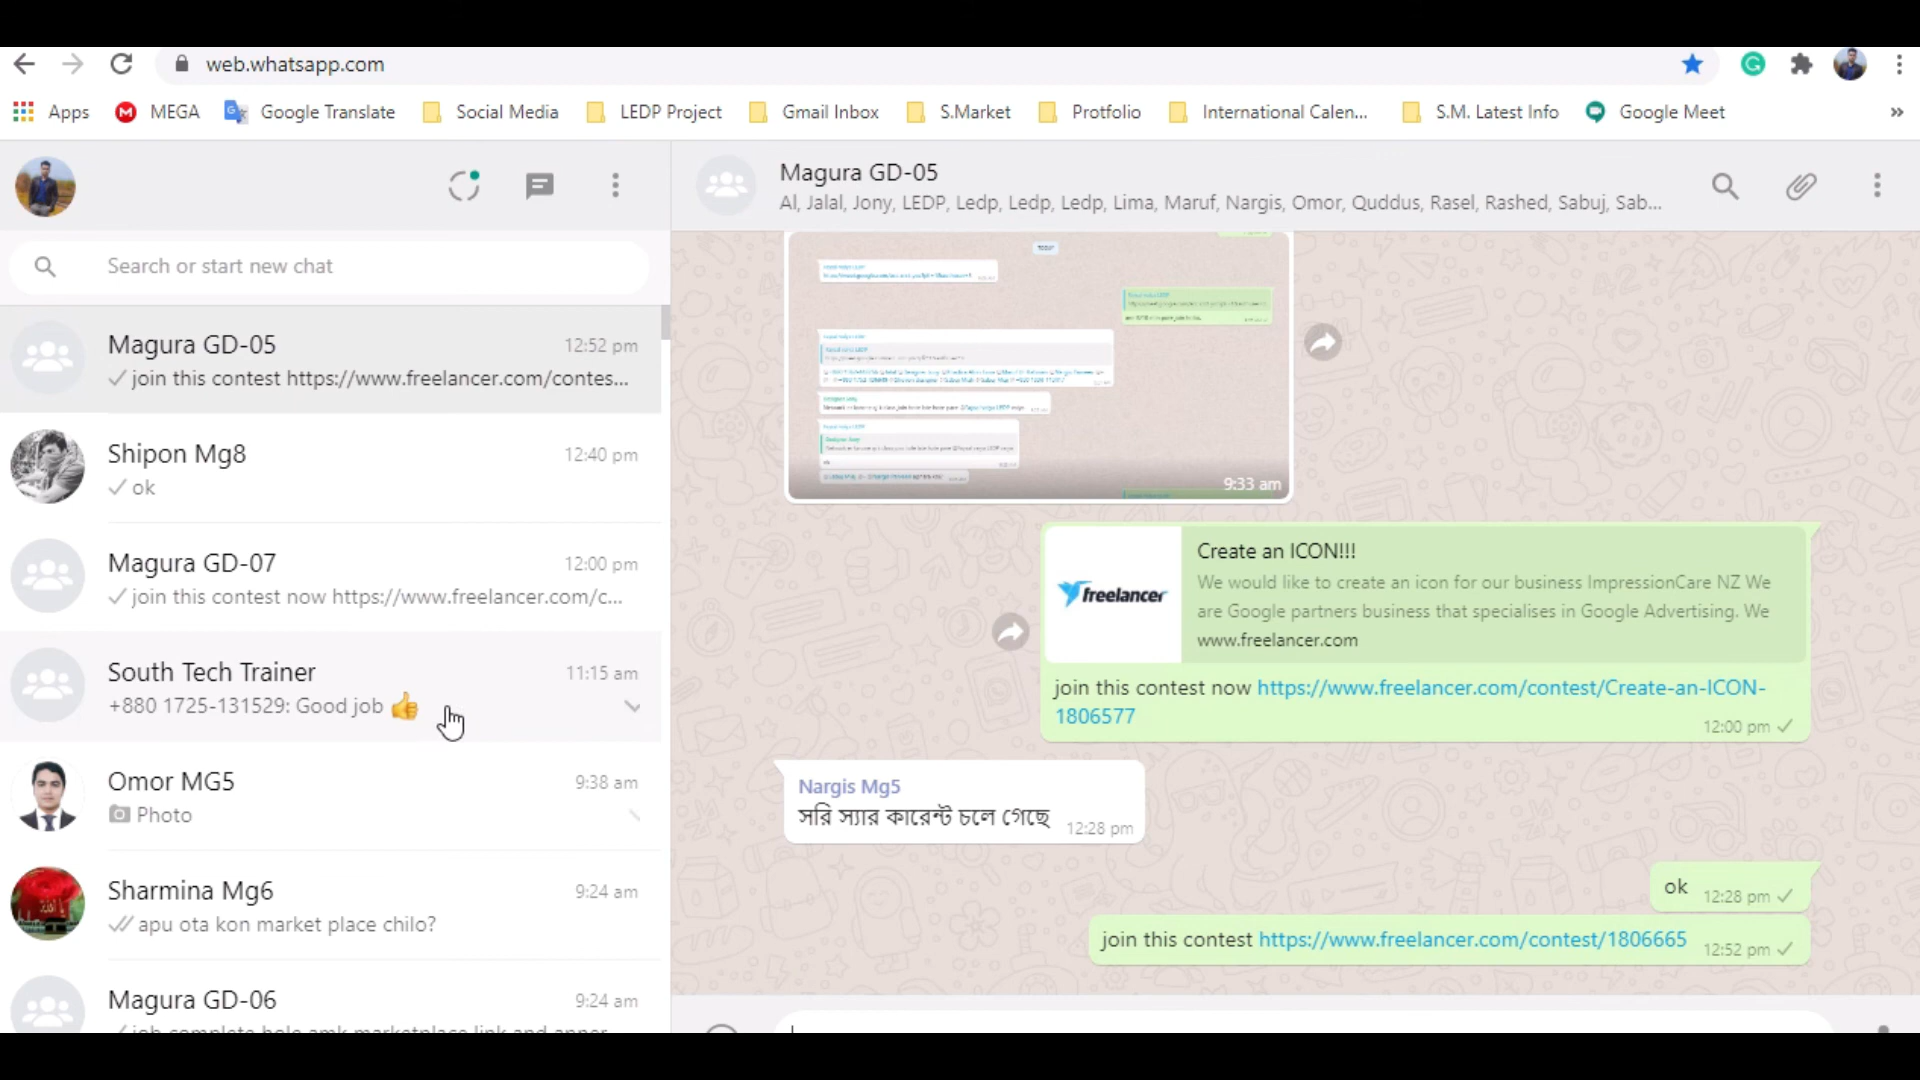 web.whatsapp.com
Apps MEGA Google Translate Social Media LEDP Project Gmail Inbox S.Market Protfolio International Calen... S.M. Latest Info Google Meet »
Search or start new chat
Magura GD-05 12:52 pm
join this contest https://www.freelancer.com/contes...
Shipon Mg8 12:40 pm
ok
Magura GD-07 12:00 pm
join this contest now https://www.freelancer.com/c...
South Tech Trainer 11:15 am
+880 1725-131529: Good job 👍
Omor MG5 9:38 am
Photo
Sharmina Mg6 9:24 am
apu ota kon market place chilo?
Magura GD-06 9:24 am
Magura GD-05
Al, Jalal, Jony, LEDP, Ledp, Ledp, Ledp, Lima, Maruf, Nargis, Omor, Quddus, Rasel, Rashed, Sabuj, Sab...
TODAY
9:33 am
freelancer
Create an ICON!!!
We would like to create an icon for our business ImpressionCare NZ We
are Google partners business that specialises in Google Advertising. We
www.freelancer.com
join this contest now https://www.freelancer.com/contest/Create-an-ICON-
1806577
12:00 pm
Nargis Mg5
সরি স্যার কারেন্ট চলে গেছে 12:28 pm
ok 12:28 pm
join this contest https://www.freelancer.com/contest/1806665 12:52 pm